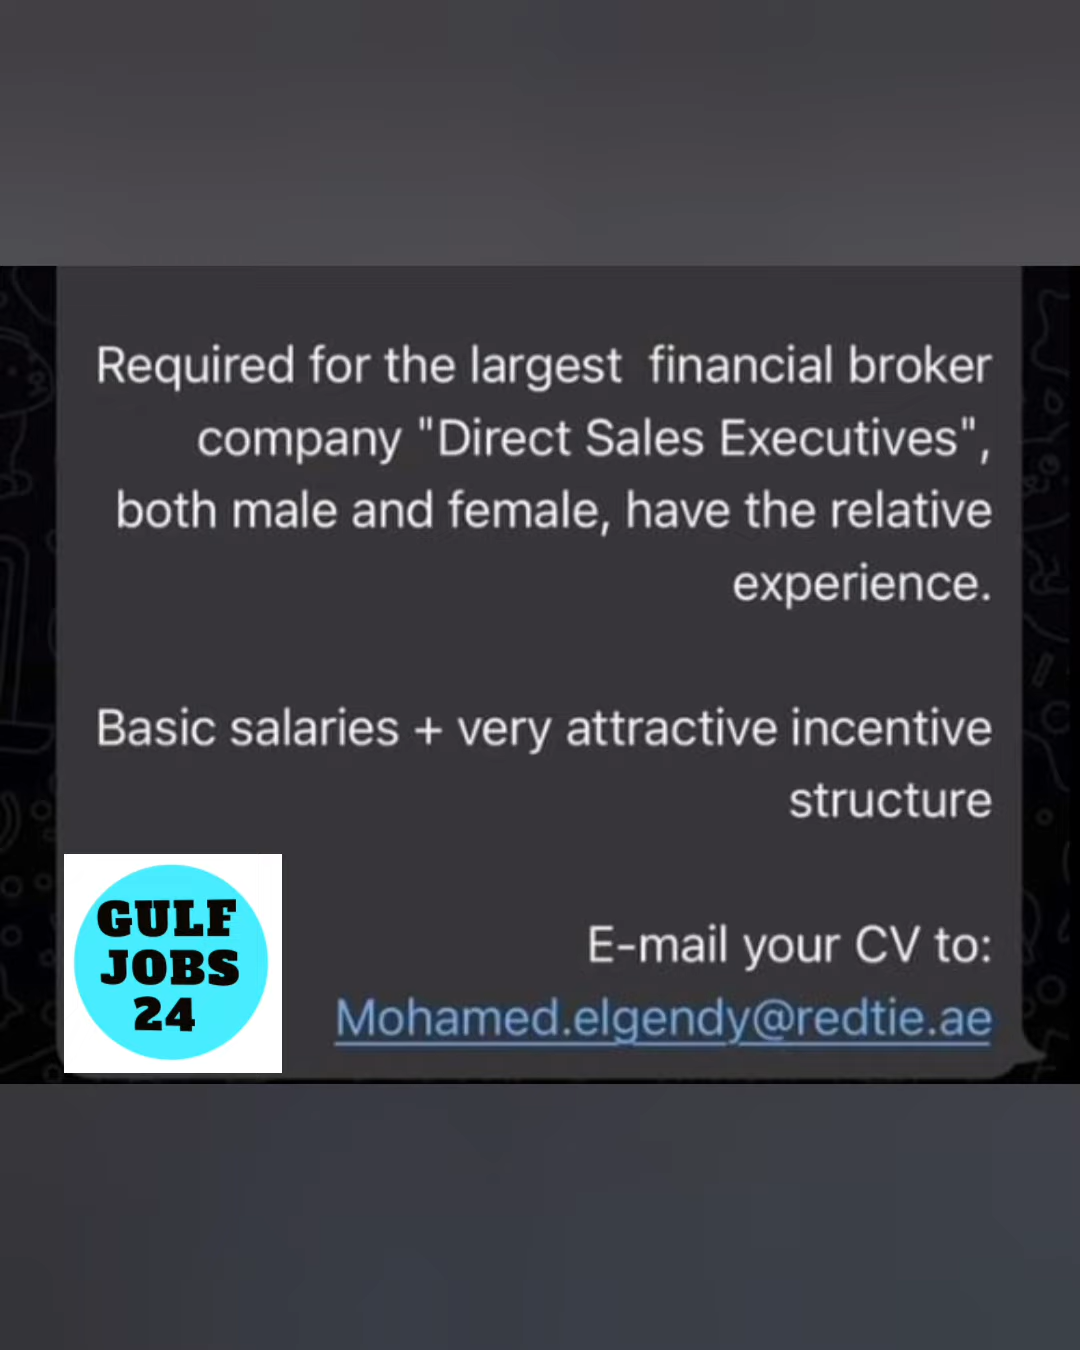 Required for the largest  financial broker
company "Direct Sales Executives",
both male and female, have the relative
experience.
Basic salaries + very attractive incentive
structure
E-mail your CV to:
Mohamed.elgendy@redtie.ae
GULF
JOBS
24